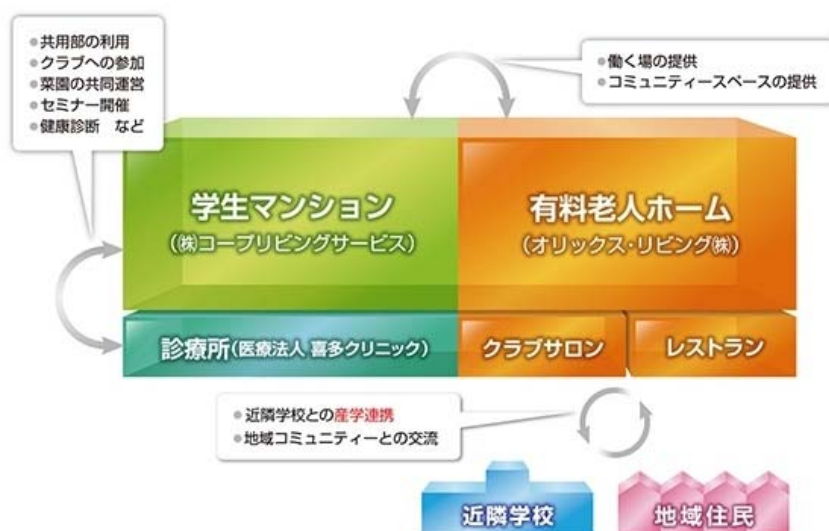 ●共用部の利用
●クラブへの参加
●菜園の共同運営
●セミナー開催
●健康診断　など
●働く場の提供
●コミュニティースペースの提供
学生マンション
(㈱コープリビングサービス)
有料老人ホーム
(オリックス・リビング㈱)
診療所(医療法人 喜多クリニック)
クラブサロン
レストラン
●近隣学校との産学連携
●地域コミュニティーとの交流
近隣学校
地域住民